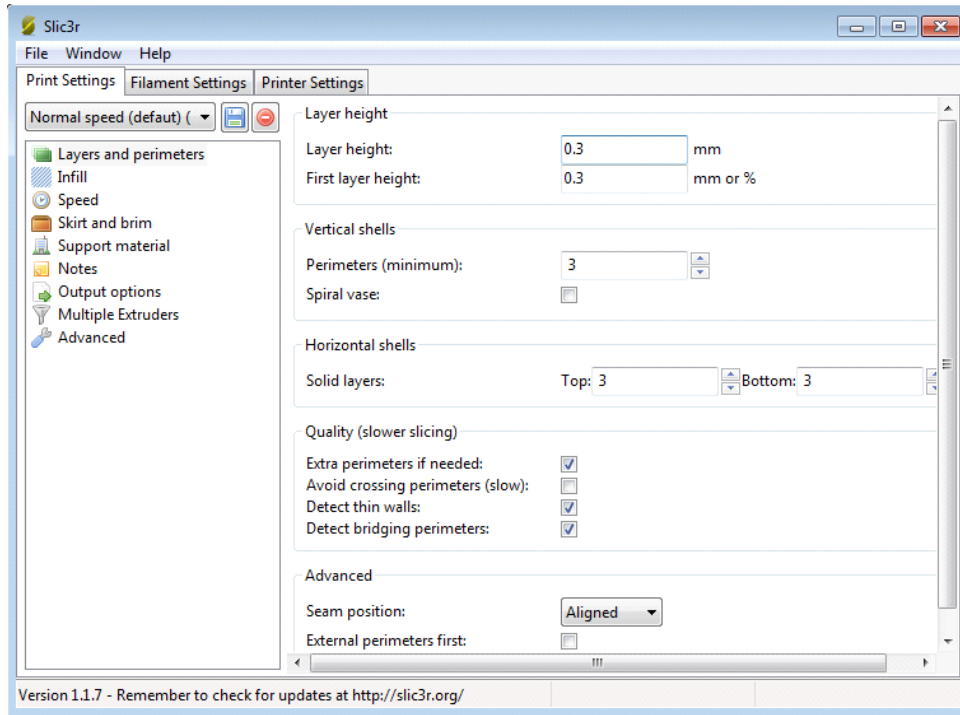 Slic3r
File Window Help
Print Settings Filament Settings Printer Settings
Normal speed (defaut) (
Layers and perimeters
Infill
Speed
Skirt and brim
Support material
Notes
Output options
Multiple Extruders
Advanced
Layer height
Layer height: 0.3 mm
First layer height: 0.3 mm or %
Vertical shells
Perimeters (minimum): 3
Spiral vase:
Horizontal shells
Solid layers: Top: 3 Bottom: 3
Quality (slower slicing)
Extra perimeters if needed:
Avoid crossing perimeters (slow):
Detect thin walls:
Detect bridging perimeters:
Advanced
Seam position: Aligned
External perimeters first:
Version 1.1.7 - Remember to check for updates at http://slic3r.org/